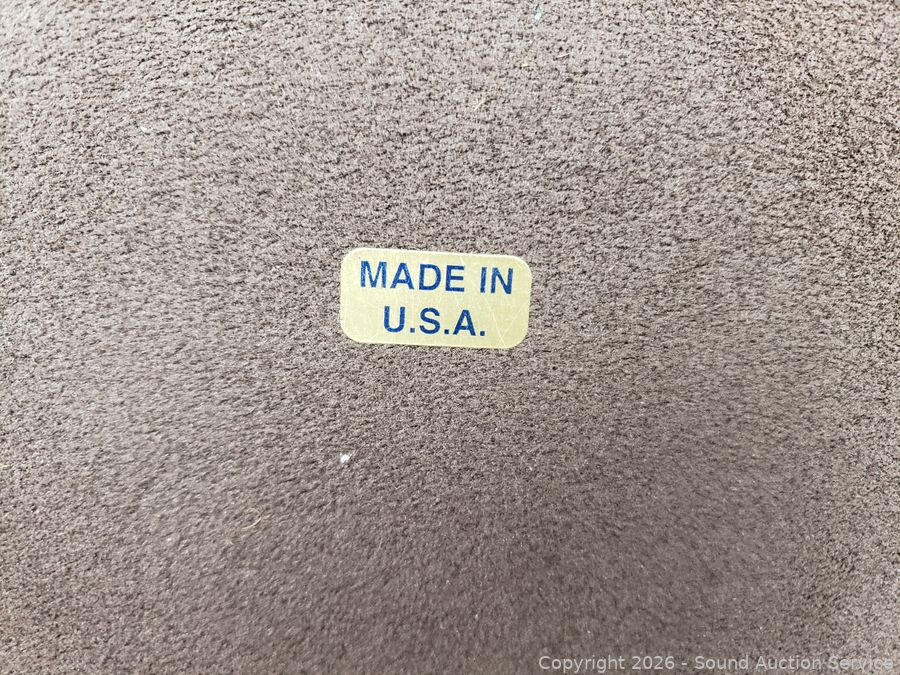 MADE IN
U.S.A.
Copyright 2026 - Sound Auction Service